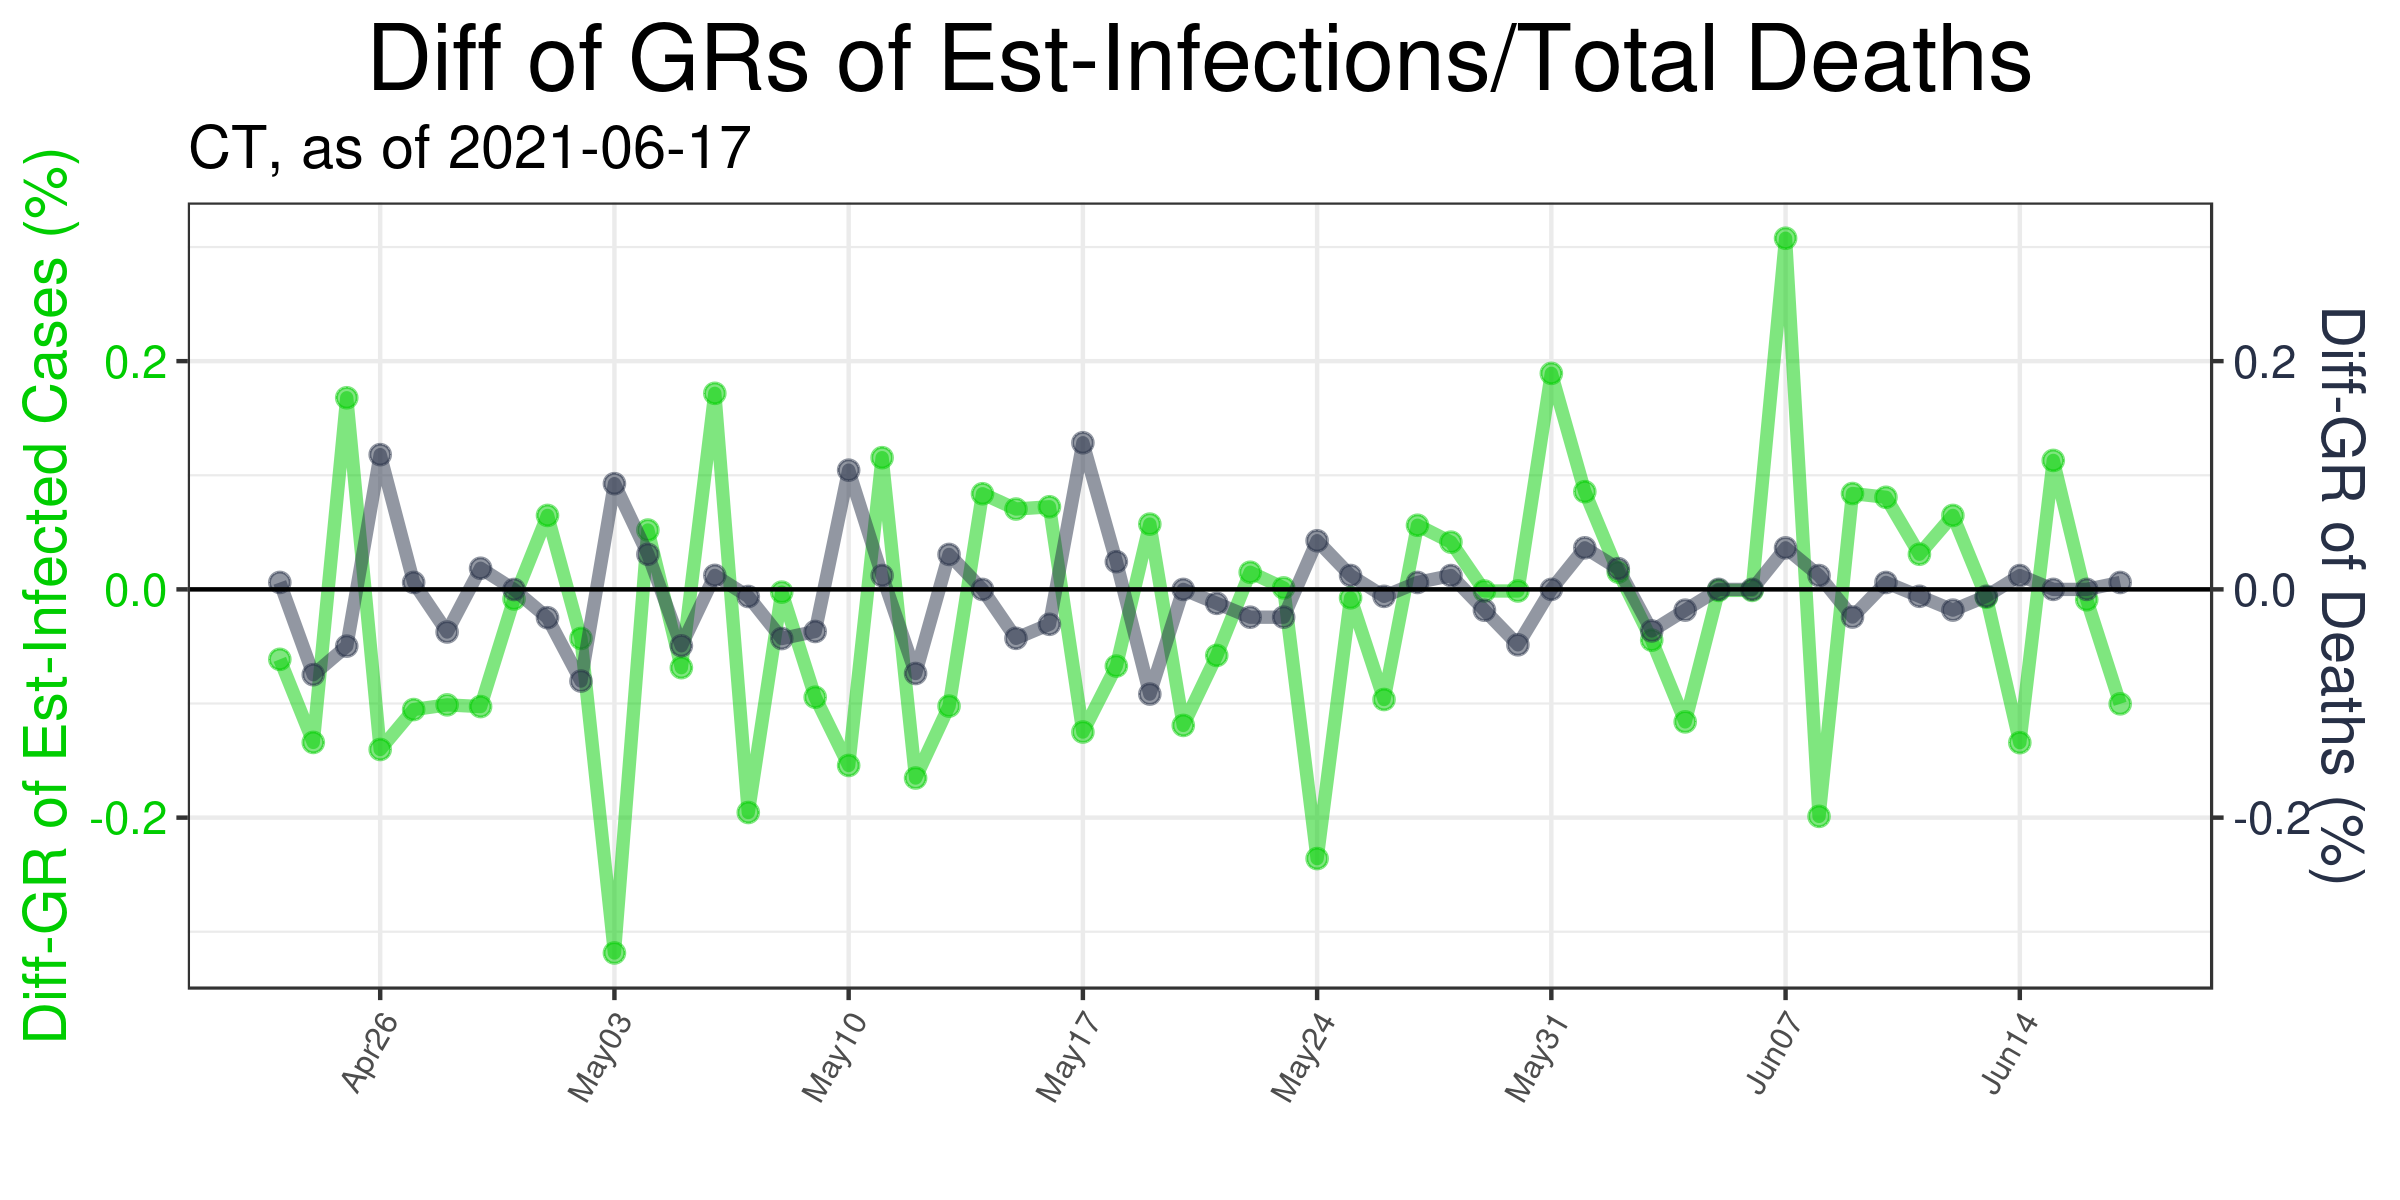 Diff of GRs of Est-Infections/Total Deaths
CT, as of 2021-06-17
Diff-GR of Est-Infected Cases (%)
0.2
0.0
-0.2
0.2
0.0
-0.2
Diff-GR of Deaths (%)
Apr26
May03
May10
May17
May24
May31
Jun07
Jun14